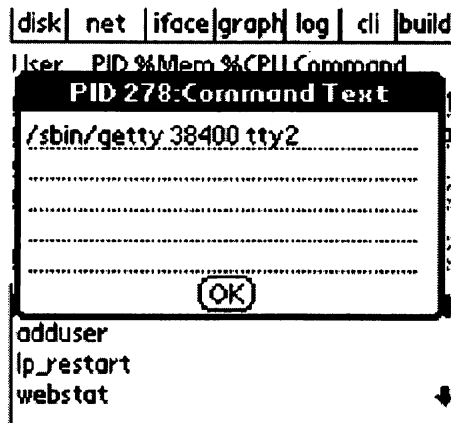 disk net iface graph log cli build
User PID %Mem %CPU Command
PID 278:Command Text
/sbin/getty 38400 tty2
OK
adduser
lp_restart
webstat